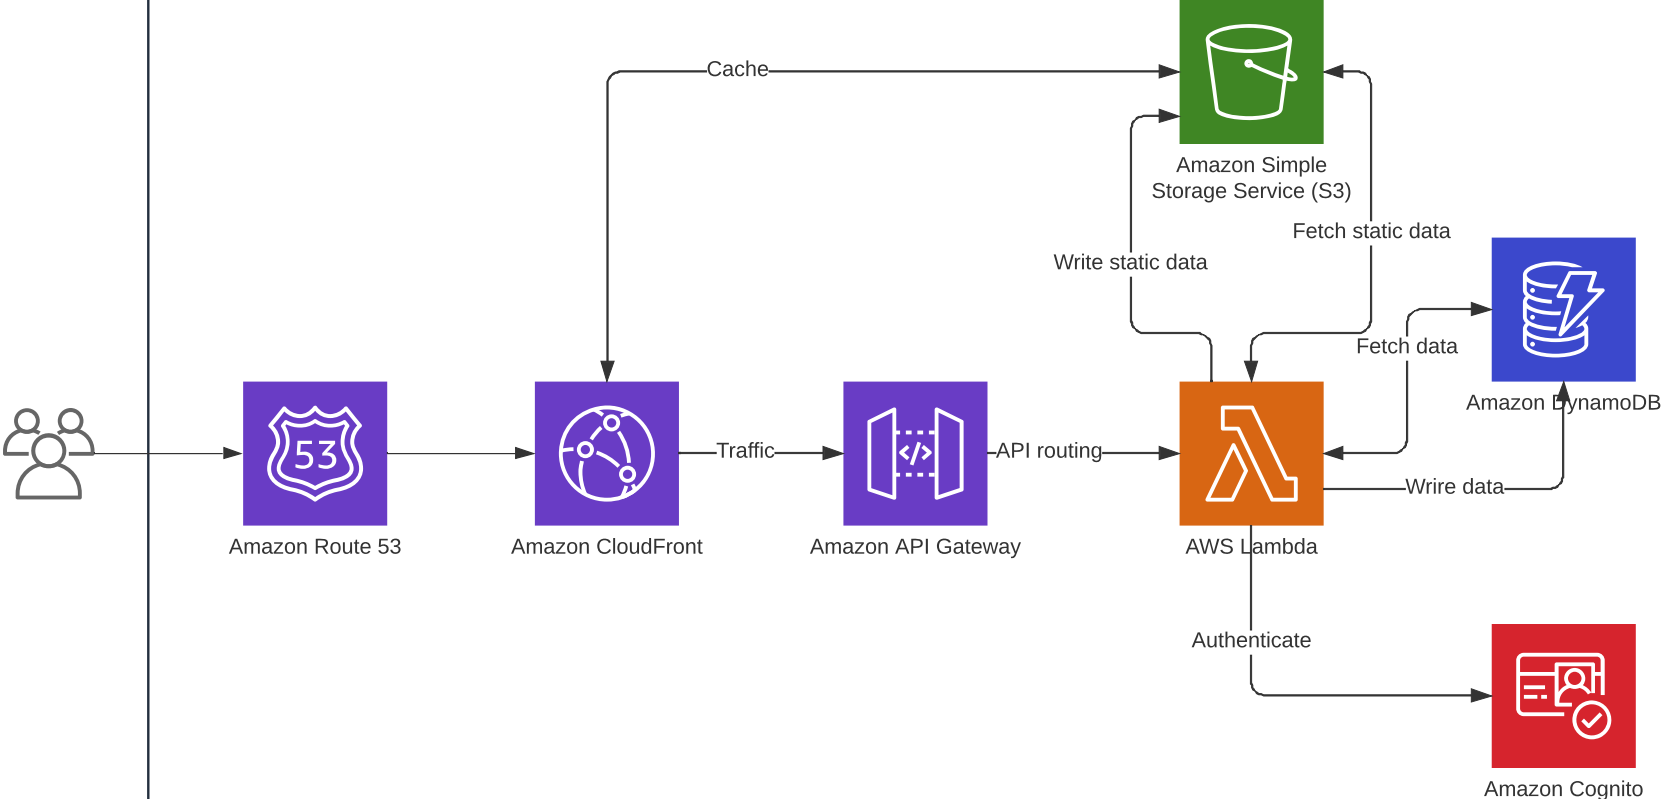 Cache
Amazon Simple
Storage Service (S3)
Fetch static data
Write static data
Fetch data
Amazon DynamoDB
53
Traffic
</>
API routing
Wrire data
Amazon Route 53
Amazon CloudFront
Amazon API Gateway
AWS Lambda
Authenticate
Amazon Cognito